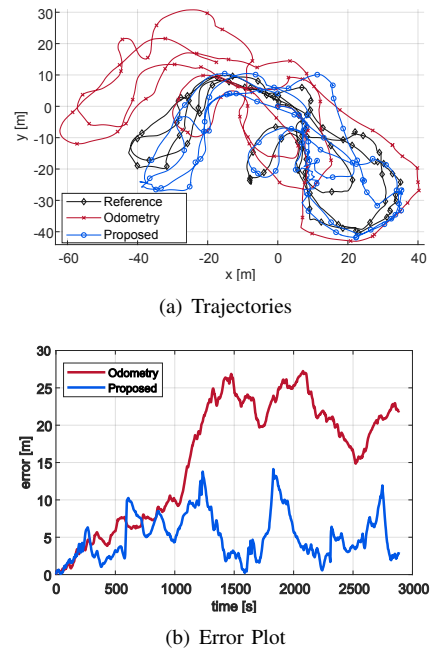 30
20
10
0
-10
-20
-30
-40
y [m]
Reference
Odometry
Proposed
-60 -40 -20 0 20 40
x [m]
(a) Trajectories
30
25
20
15
10
5
0
error [m]
Odometry
Proposed
0 500 1000 1500 2000 2500 3000
time [s]
(b) Error Plot